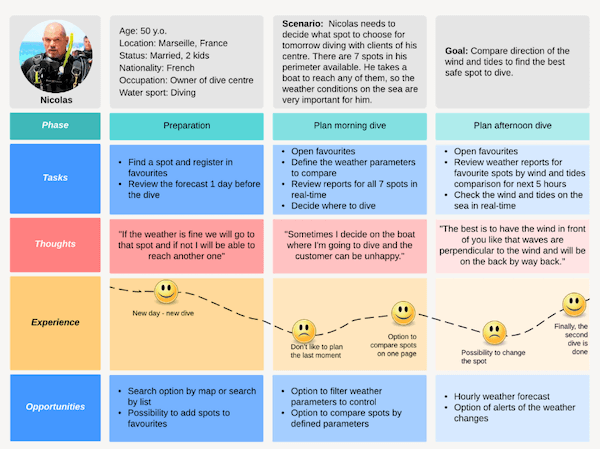 Nicolas
Age: 50 y.o.
Location: Marseille, France
Status: Married, 2 kids
Nationality: French
Occupation: Owner of dive centre
Water sport: Diving
Scenario: Nicolas needs to
decide what spot to choose for
tomorrow diving with clients of his
centre. There are 7 spots in his
perimeter available. He takes a
boat to reach any of them, so the
weather conditions on the sea are
very important for him.
Goal: Compare direction of the
wind and tides to find the best
safe spot to dive.
Phase
Preparation
Plan morning dive
Plan afternoon dive
Tasks
• Find a spot and register in
favourites
• Review the forecast 1 day before
the dive
• Open favourites
• Define the weather parameters
to compare
• Review reports for all 7 spots in
real-time
• Decide where to dive
• Open favourites
• Review weather reports for
favourite spots by wind and tides
comparison for next 5 hours
• Check the wind and tides on
the sea in real-time
Thoughts
"If the weather is fine we will go to
that spot and if not I will be able to
reach another one"
"Sometimes I decide on the boat
where I'm going to dive and the
customer can be unhappy."
"The best is to have the wind in front
of you like that waves are
perpendicular to the wind and will be
on the back by way back."
Experience
New day - new dive
Don't like to plan
the last moment
Option to
compare spots
on one page
Possibility to change
the spot
Finally, the
second
dive is
done
Opportunities
• Search option by map or search
by list
• Possibility to add spots to
favourites
• Option to filter weather
parameters to control
• Option to compare spots by
defined parameters
• Hourly weather forecast
• Option of alerts of the weather
changes